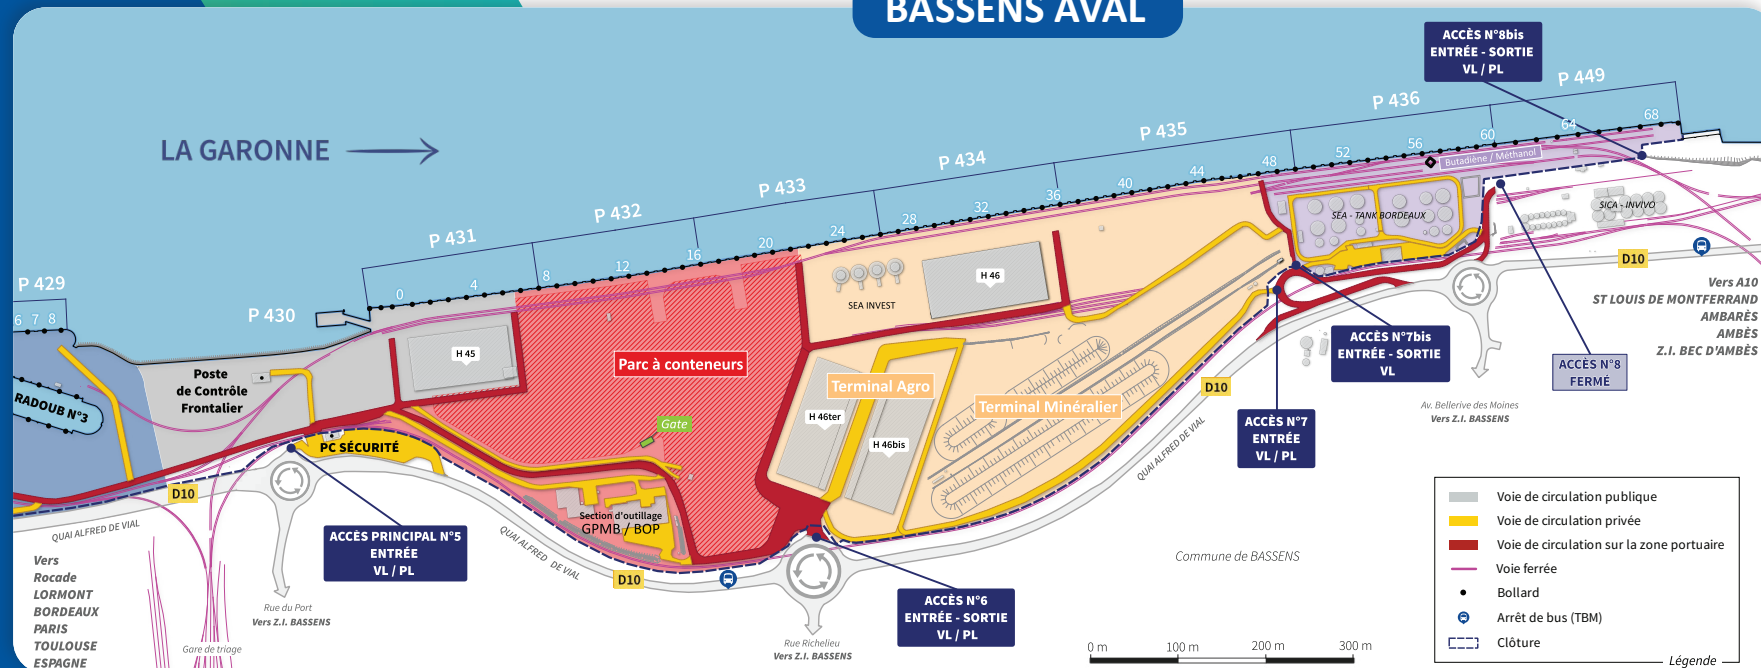 BASSENS AVAL
ACCÈS N°8bis
ENTRÉE - SORTIE
VL / PL
P 449
P 436
P 435
P 434
P 433
P 432
P 431
P 430
P 429
LA GARONNE
6 7 8
0
4
8
12
16
20
24
28
32
36
40
44
48
52
56
60
64
68
Butadiène / Méthanol
SEA - TANK BORDEAUX
SICA - INVIVO
D10
Vers A10
ST LOUIS DE MONTFERRAND
AMBARÈS
AMBÈS
Z.I. BEC D'AMBÈS
H 46
SEA INVEST
H 45
Parc à conteneurs
Poste
de Contrôle
Frontalier
RADOUB N°3
Terminal Agro
Terminal Minéralier
H 46ter
H 46bis
Gate
PC SÉCURITÉ
ACCÈS N°7bis
ENTRÉE - SORTIE
VL
ACCÈS N°8
FERMÉ
D10
ACCÈS N°7
ENTRÉE
VL / PL
Av. Bellerive des Moines
Vers Z.I. BASSENS
QUAI ALFRED DE VIAL
D10
QUAI ALFRED DE VIAL
Section d'outillage
GPMB / BOP
ACCÈS PRINCIPAL N°5
ENTRÉE
VL / PL
QUAI ALFRED DE VIAL
D10
Commune de BASSENS
ACCÈS N°6
ENTRÉE - SORTIE
VL / PL
Vers
Rocade
LORMONT
BORDEAUX
PARIS
TOULOUSE
ESPAGNE
Rue du Port
Vers Z.I. BASSENS
Gare de triage
Rue Richelieu
Vers Z.I. BASSENS
0 m 100 m 200 m 300 m
Voie de circulation publique
Voie de circulation privée
Voie de circulation sur la zone portuaire
Voie ferrée
Bollard
Arrêt de bus (TBM)
Clôture
Légende